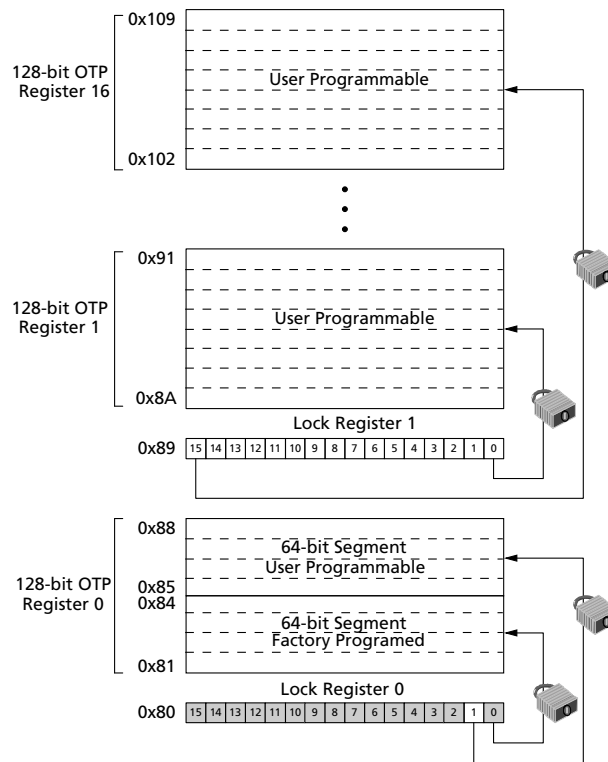 0x109
128-bit OTP
Register 16
User Programmable
0x102
0x91
128-bit OTP
Register 1
User Programmable
0x8A
Lock Register 1
0x89
15 14 13 12 11 10 9 8 7 6 5 4 3 2 1 0
0x88
64-bit Segment
User Programmable
128-bit OTP
Register 0
0x85
0x84
64-bit Segment
Factory Programed
0x81
Lock Register 0
0x80
15 14 13 12 11 10 9 8 7 6 5 4 3 2 1 0